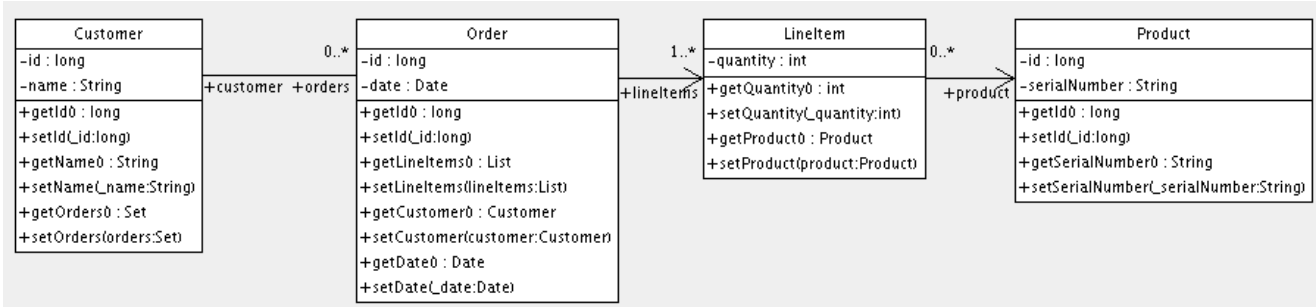 Customer
-id : long
-name : String
+getId() : long
+setId(_id:long)
+getName() : String
+setName(_name:String)
+getOrders() : Set
+setOrders(orders:Set)
0..*
+customer +orders
Order
-id : long
-date : Date
+getId() : long
+setId(_id:long)
+getLineItems() : List
+setLineItems(lineItems:List)
+getCustomer() : Customer
+setCustomer(customer:Customer)
+getDate() : Date
+setDate(_date:Date)
1..*
+lineItems
LineItem
-quantity : int
+getQuantity() : int
+setQuantity(_quantity:int)
+getProduct() : Product
+setProduct(product:Product)
0..*
+product
Product
-id : long
-serialNumber : String
+getId() : long
+setId(_id:long)
+getSerialNumber() : String
+setSerialNumber(_serialNumber:String)